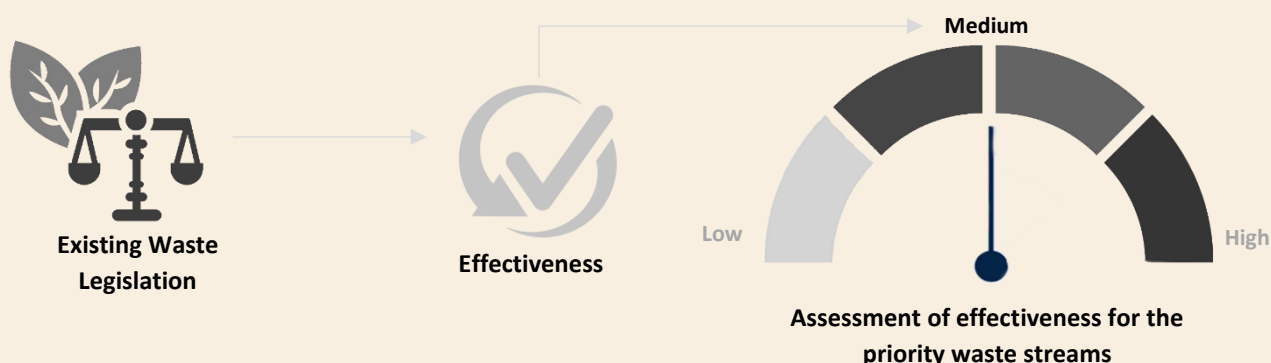 Medium
Low
High
Existing Waste
Legislation
Effectiveness
Assessment of effectiveness for the
priority waste streams